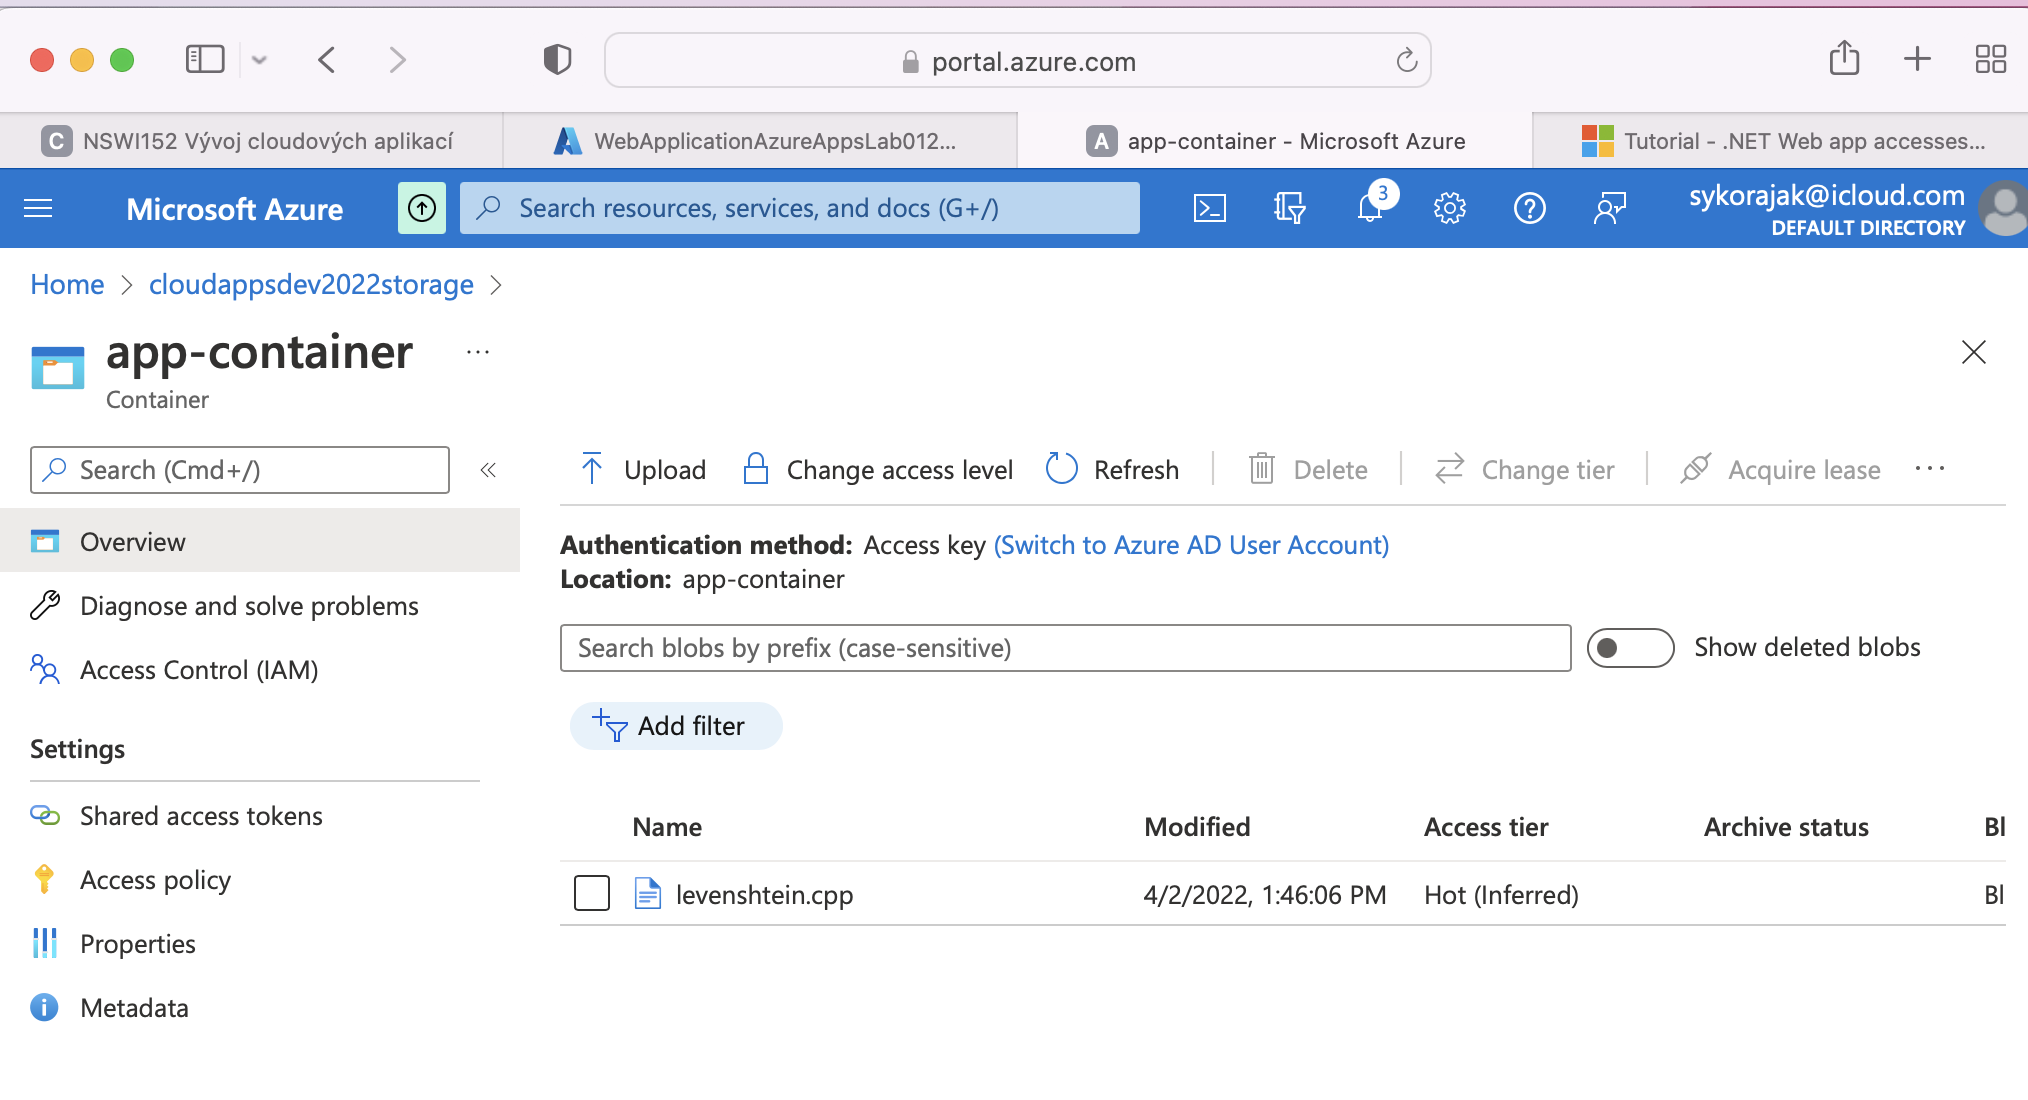 portal.azure.com
C NSWI152 Vývoj cloudových aplikací
WebApplicationAzureAppsLab012...
A app-container - Microsoft Azure
Tutorial - .NET Web app accesses...
Microsoft Azure
Search resources, services, and docs (G+/)
3
sykorajak@icloud.com
DEFAULT DIRECTORY
Home > cloudappsdev2022storage >
app-container ...
Container
Search (Cmd+/) «
Upload Change access level Refresh Delete Change tier Acquire lease ...
Overview
Diagnose and solve problems
Access Control (IAM)
Settings
Shared access tokens
Access policy
Properties
Metadata
Authentication method: Access key (Switch to Azure AD User Account)
Location: app-container
Search blobs by prefix (case-sensitive) Show deleted blobs
Add filter
Name Modified Access tier Archive status Bl
levenshtein.cpp 4/2/2022, 1:46:06 PM Hot (Inferred) Bl